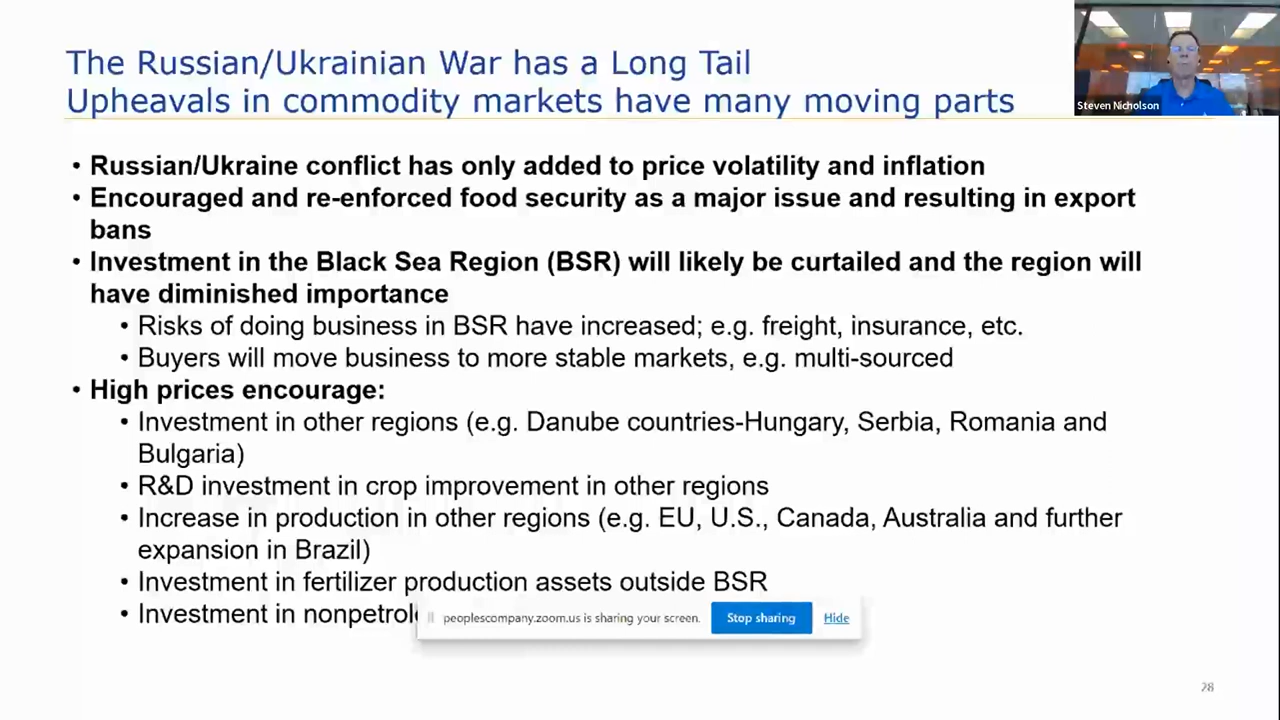 The Russian/Ukrainian War has a Long Tail
Upheavals in commodity markets have many moving parts
Steven Nicholson
• Russian/Ukraine conflict has only added to price volatility and inflation
• Encouraged and re-enforced food security as a major issue and resulting in export
bans
• Investment in the Black Sea Region (BSR) will likely be curtailed and the region will
have diminished importance
• Risks of doing business in BSR have increased; e.g. freight, insurance, etc.
• Buyers will move business to more stable markets, e.g. multi-sourced
• High prices encourage:
• Investment in other regions (e.g. Danube countries-Hungary, Serbia, Romania and
Bulgaria)
• R&D investment in crop improvement in other regions
• Increase in production in other regions (e.g. EU, U.S., Canada, Australia and further
expansion in Brazil)
• Investment in fertilizer production assets outside BSR
• Investment in
peoplescompany.zoom.us is sharing your screen.
Stop sharing
Hide
28